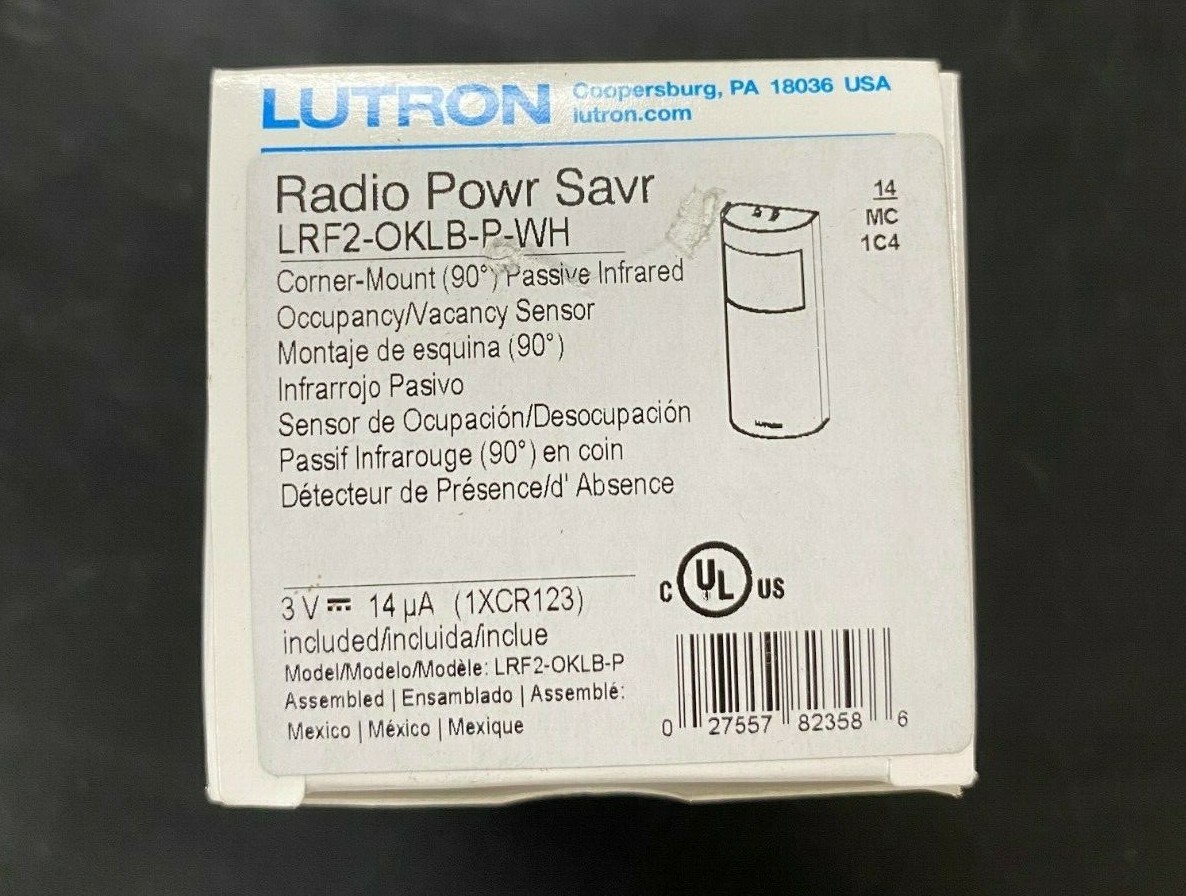 LUTRON
Coopersburg, PA 18036 USA
lutron.com
Radio Powr Savr
LRF2-OKLB-P-WH
Corner-Mount (90°) Passive Infrared
Occupancy/Vacancy Sensor
Montaje de esquina (90°)
Infrarrojo Pasivo
Sensor de Ocupación/Desocupación
Passif Infrarouge (90°) en coin
Détecteur de Présence/d' Absence
14
MC
1C4
LUTRON
3 V ⎓ 14 µA (1XCR123)
included/incluida/inclue
Model/Modelo/Modèle: LRF2-OKLB-P
Assembled | Ensamblado | Assemblé:
Mexico | México | Mexique
C UL US
0 27557 82358 6